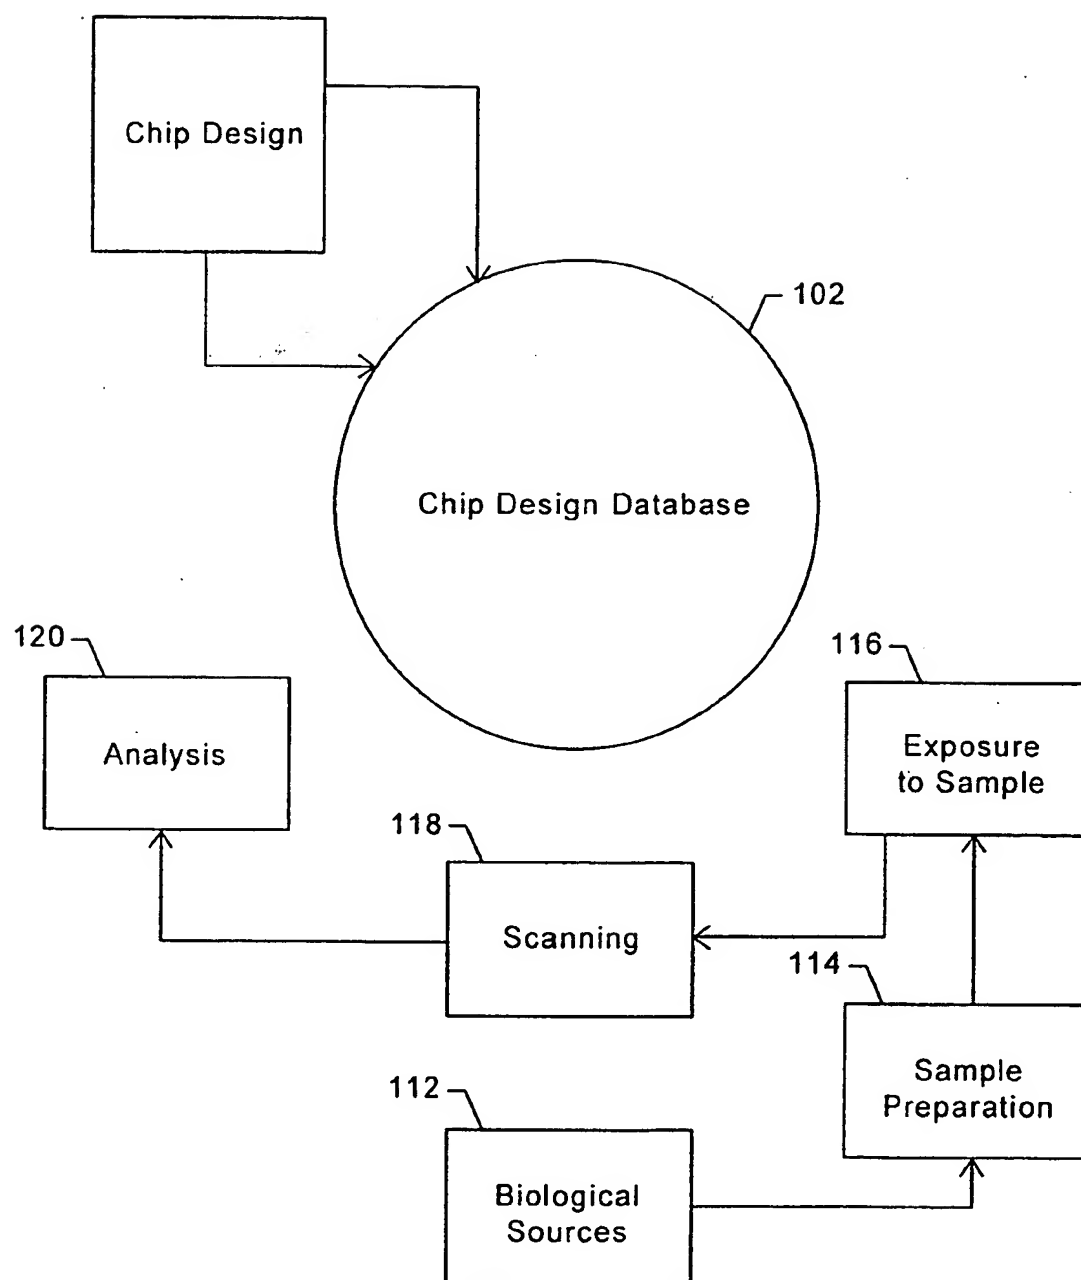 Chip Design
102
Chip Design Database
120
116
Analysis
Exposure
to Sample
118
Scanning
114
Sample
Preparation
112
Biological
Sources